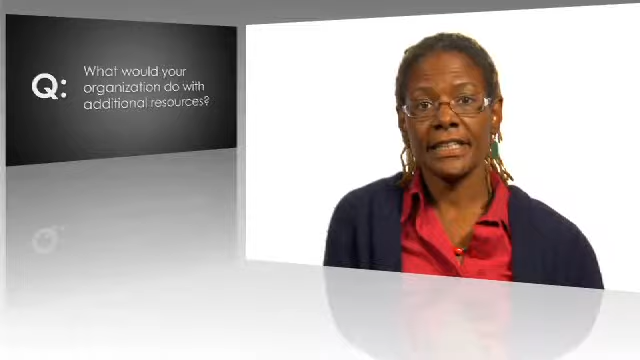 Q:
What would your
organization do with
additional resources?